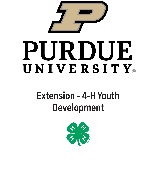 P
PURDUE
UNIVERSITY®
Extension - 4-H Youth
Development